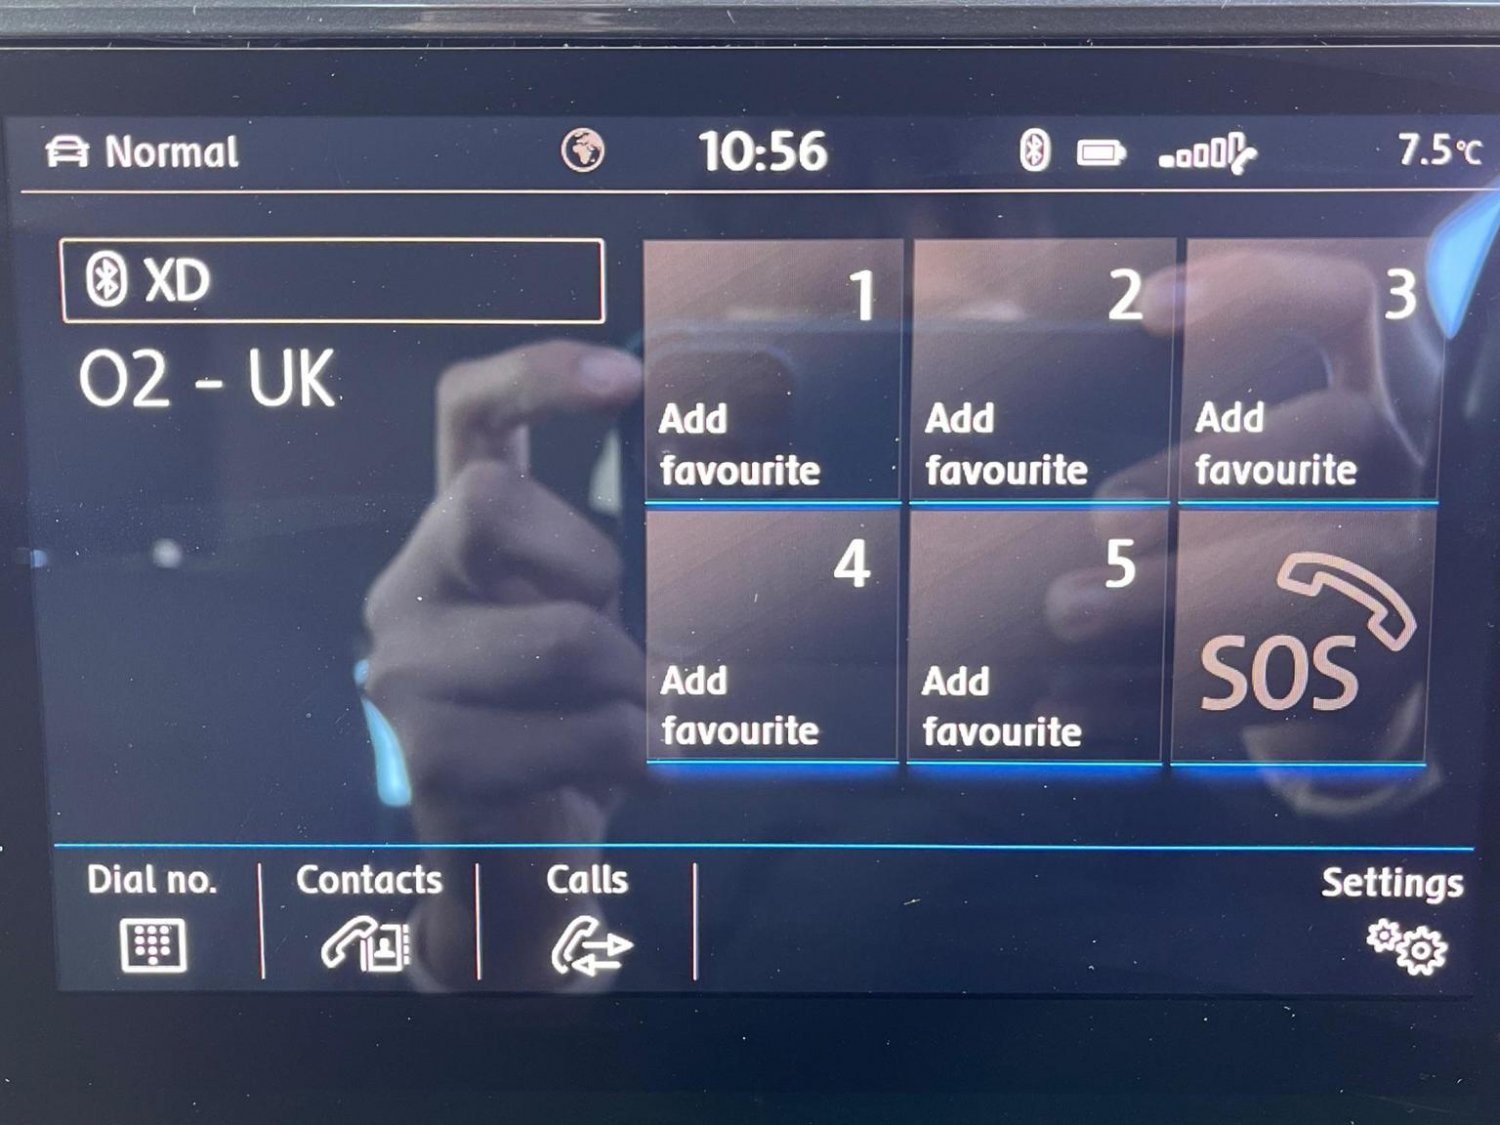 Normal
10:56
7.5°C
XD
O2 - UK
1
Add
favourite
2
Add
favourite
3
Add
favourite
4
Add
favourite
5
Add
favourite
SOS
Dial no.
Contacts
Calls
Settings